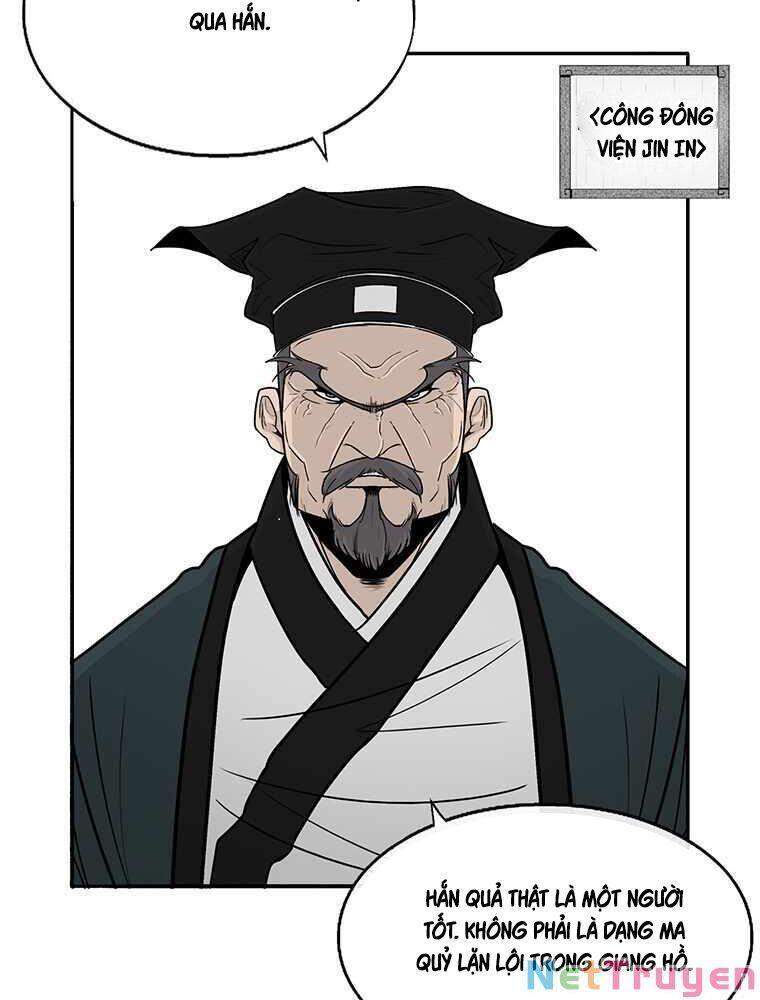 QUA HẮN.
<CÔNG ĐÔNG
VIỆN JIN IN>
HẮN QUẢ THẬT LÀ MỘT NGƯỜI
TỐT. KHÔNG PHẢI LÀ DẠNG MA
QUỶ LẶN LỘI TRONG GIANG HỒ.
NetTruyen